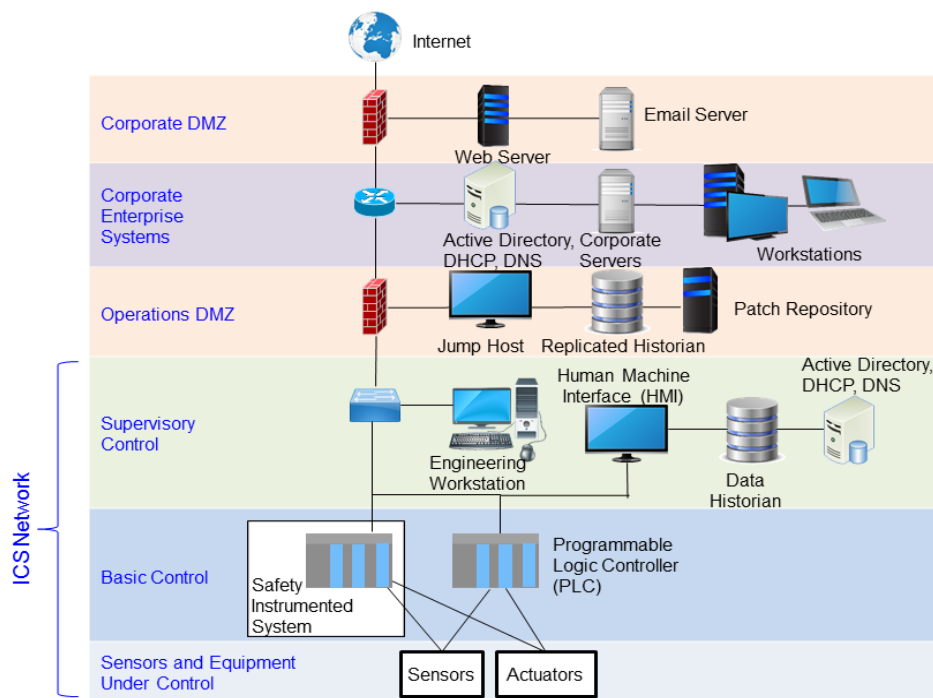 Internet
Corporate DMZ
Web Server
Email Server
Corporate
Enterprise
Systems
Active Directory,
DHCP, DNS
Corporate
Servers
Workstations
Operations DMZ
Jump Host
Replicated Historian
Patch Repository
ICS Network
Supervisory
Control
Engineering
Workstation
Human Machine
Interface (HMI)
Data
Historian
Active Directory,
DHCP, DNS
Basic Control
Safety
Instrumented
System
Programmable
Logic Controller
(PLC)
Sensors and Equipment
Under Control
Sensors
Actuators